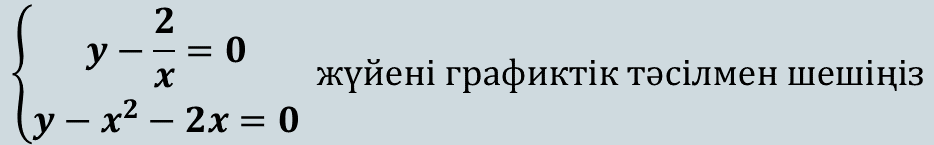 { y − 2/x = 0
y − x² − 2x = 0
жүйені графиктік тәсілмен шешіңіз